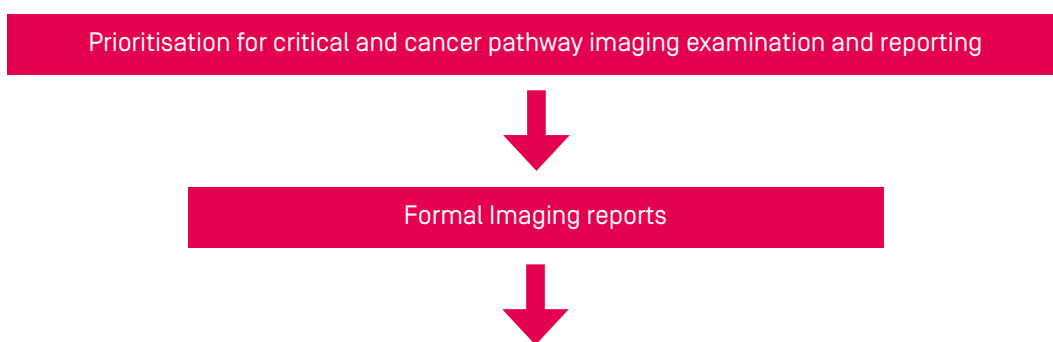 Prioritisation for critical and cancer pathway imaging examination and reporting
Formal Imaging reports